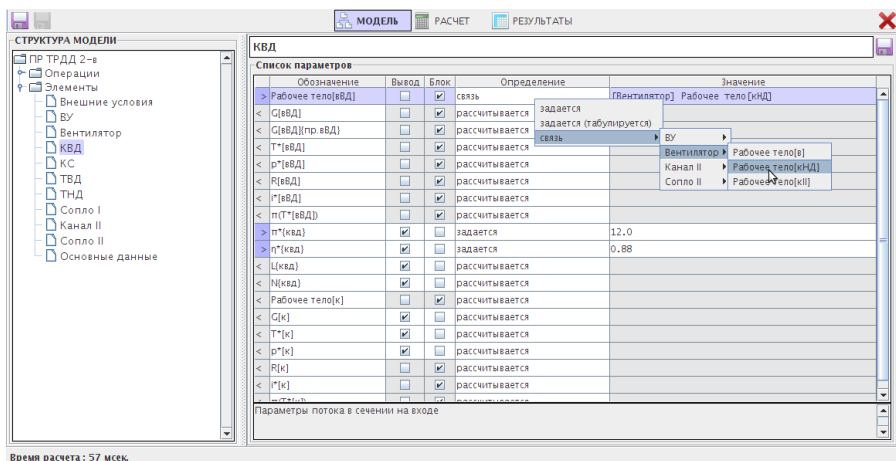 МОДЕЛЬ РАСЧЕТ РЕЗУЛЬТАТЫ
СТРУКТУРА МОДЕЛИ
ПР ТРДД 2-в
Операции
Элементы
Внешние условия
ВУ
Вентилятор
КВД
КС
ТВД
ТНД
Сопло I
Канал II
Сопло II
Основные данные
КВД
Список параметров
Обозначение Вывод Блок Определение Значение
> Рабочее тело[вВД] связь [Вентилятор] Рабочее тело[кНД]
< G[вВД] рассчитывается
< G[вВД]{пр.вВД} рассчитывается
< T*[вВД] рассчитывается
< p*[вВД] рассчитывается
< R[вВД] рассчитывается
< i*[вВД] рассчитывается
< π(T*[вВД]) рассчитывается
> π*{квд} задается 12.0
> η*{квд} задается 0.88
< L{квд} рассчитывается
< N{квд} рассчитывается
< Рабочее тело[к] рассчитывается
< G[к] рассчитывается
< T*[к] рассчитывается
< p*[к] рассчитывается
< R[к] рассчитывается
< i*[к] рассчитывается
задается
задается (табулируется)
связь
ВУ
Вентилятор
Канал II
Сопло II
Рабочее тело[в]
Рабочее тело[кНД]
Рабочее тело[кII]
Параметры потока в сечении на входе
Время расчета : 57 мсек.